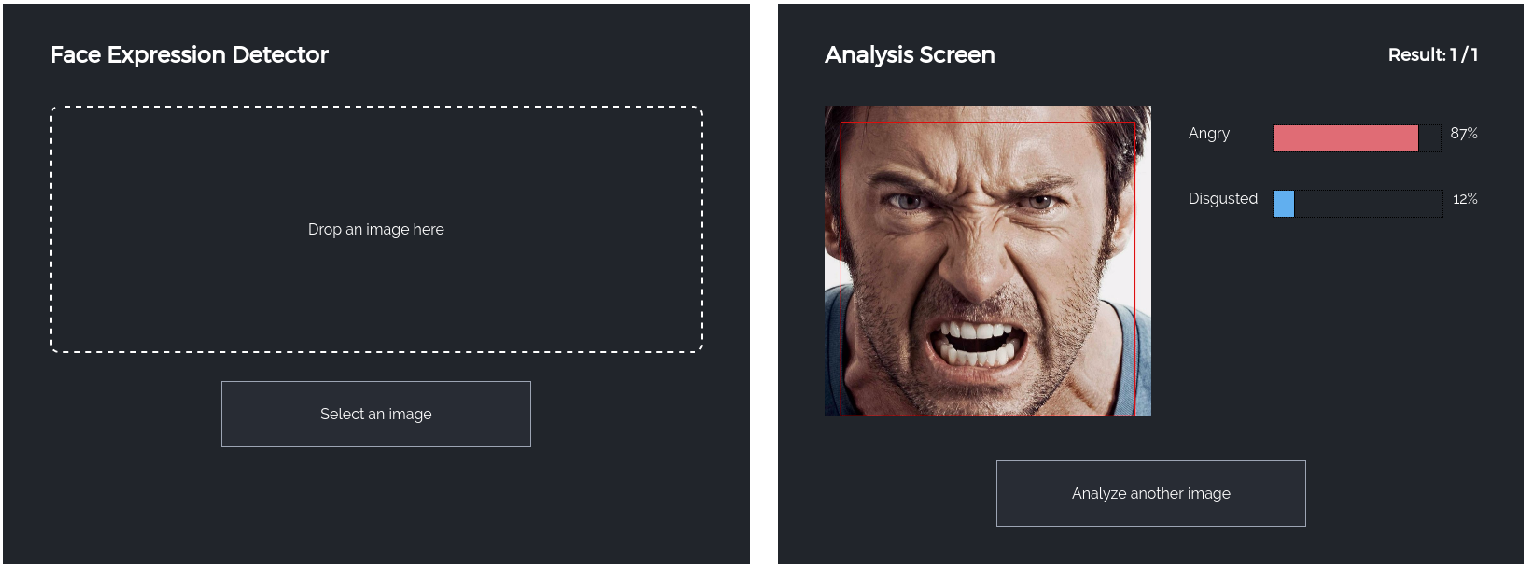 Face Expression Detector
Drop an image here
Select an image
Analysis Screen
Result: 1 / 1
Angry 87%
Disgusted 12%
Analyze another image